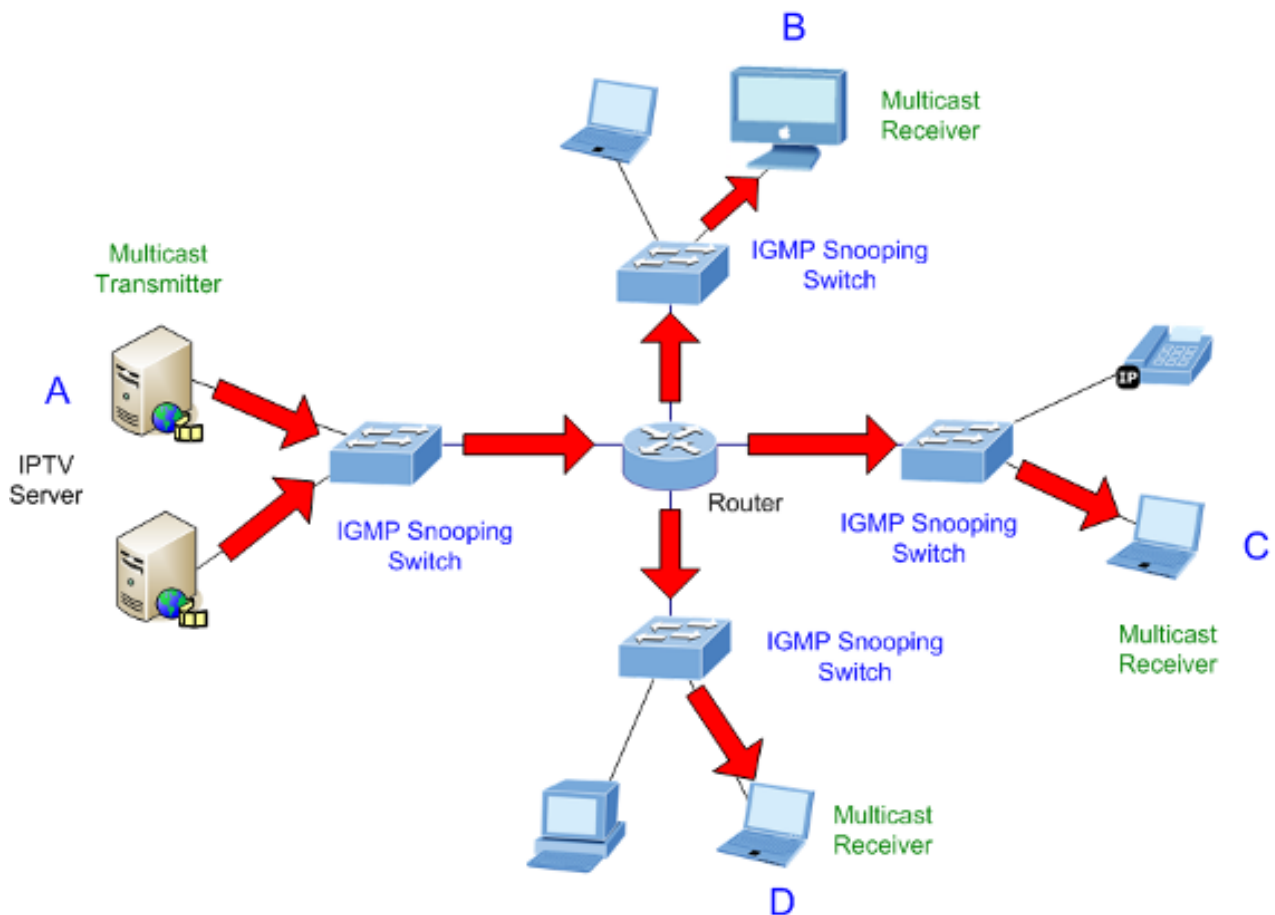 B
Multicast
Receiver
IGMP Snooping
Switch
Multicast
Transmitter
A
IPTV
Server
IGMP Snooping
Switch
Router
IP
IGMP Snooping
Switch
C
Multicast
Receiver
IGMP Snooping
Switch
Multicast
Receiver
D